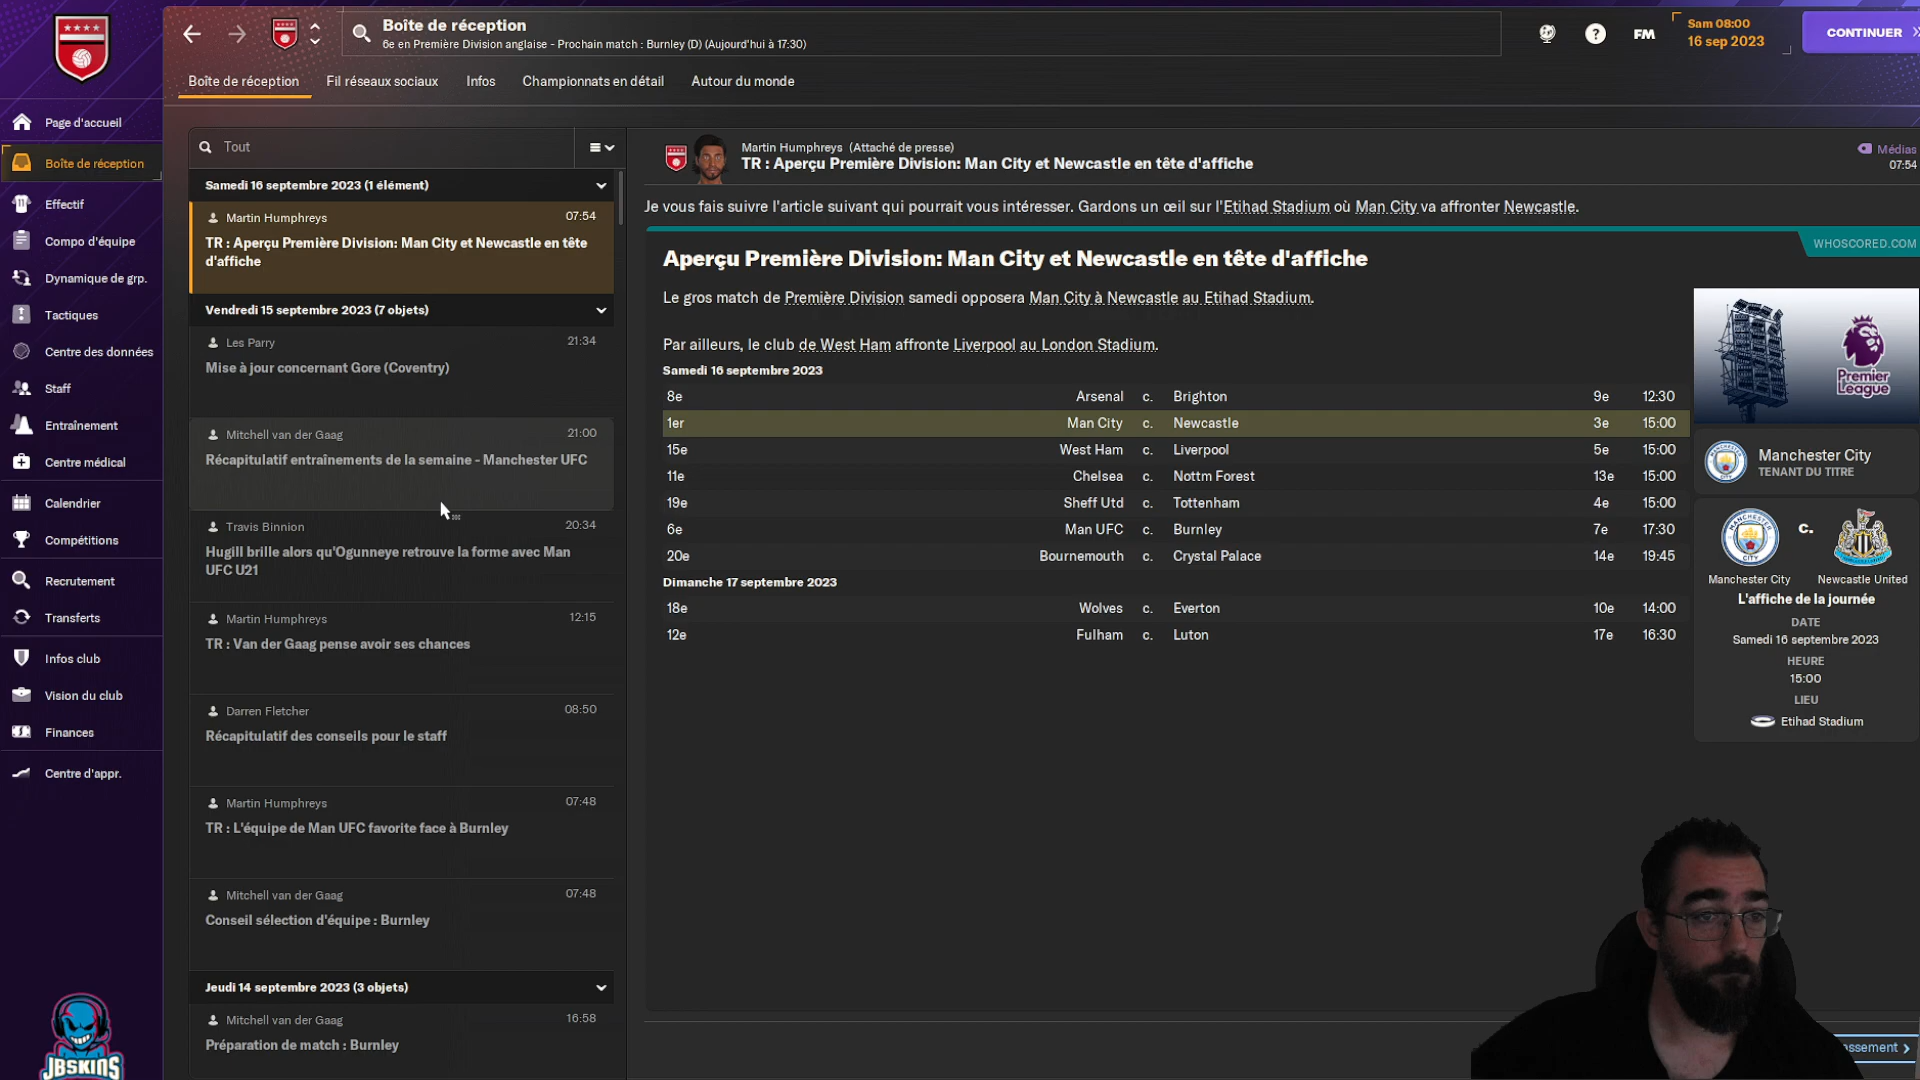 Boîte de réception
6e en Première Division anglaise - Prochain match : Burnley (D) (Aujourd'hui à 17:30)
FM
Sam 08:00
16 sep 2023
CONTINUER
Boîte de réception
Fil réseaux sociaux
Infos
Championnats en détail
Autour du monde
Page d'accueil
Boîte de réception
Effectif
Compo d'équipe
Dynamique de grp.
Tactiques
Centre des données
Staff
Entraînement
Centre médical
Calendrier
Compétitions
Recrutement
Transferts
Infos club
Vision du club
Finances
Centre d'appr.
JBSKINS
Tout
Samedi 16 septembre 2023 (1 élément)
Martin Humphreys 07:54
TR : Aperçu Première Division: Man City et Newcastle en tête
d'affiche
Vendredi 15 septembre 2023 (7 objets)
Les Parry 21:34
Mise à jour concernant Gore (Coventry)
Mitchell van der Gaag 21:00
Récapitulatif entraînements de la semaine - Manchester UFC
Travis Binnion 20:34
Hugill brille alors qu'Ogunneye retrouve la forme avec Man
UFC U21
Martin Humphreys 12:15
TR : Van der Gaag pense avoir ses chances
Darren Fletcher 08:50
Récapitulatif des conseils pour le staff
Martin Humphreys 07:48
TR : L'équipe de Man UFC favorite face à Burnley
Mitchell van der Gaag 07:48
Conseil sélection d'équipe : Burnley
Jeudi 14 septembre 2023 (3 objets)
Mitchell van der Gaag 16:58
Préparation de match : Burnley
Martin Humphreys (Attaché de presse)
TR : Aperçu Première Division: Man City et Newcastle en tête d'affiche
Médias
07:54
Je vous fais suivre l'article suivant qui pourrait vous intéresser. Gardons un œil sur l'Etihad Stadium où Man City va affronter Newcastle.
WHOSCORED.COM
Aperçu Première Division: Man City et Newcastle en tête d'affiche
Le gros match de Première Division samedi opposera Man City à Newcastle au Etihad Stadium.
Par ailleurs, le club de West Ham affronte Liverpool au London Stadium.
Samedi 16 septembre 2023
8e Arsenal c. Brighton 9e 12:30
1er Man City c. Newcastle 3e 15:00
15e West Ham c. Liverpool 5e 15:00
11e Chelsea c. Nottm Forest 13e 15:00
19e Sheff Utd c. Tottenham 4e 15:00
6e Man UFC c. Burnley 7e 17:30
20e Bournemouth c. Crystal Palace 14e 19:45
Dimanche 17 septembre 2023
18e Wolves c. Everton 10e 14:00
12e Fulham c. Luton 17e 16:30
Premier
League
Manchester City
TENANT DU TITRE
C.
Manchester City Newcastle United
L'affiche de la journée
DATE
Samedi 16 septembre 2023
HEURE
15:00
LIEU
Etihad Stadium